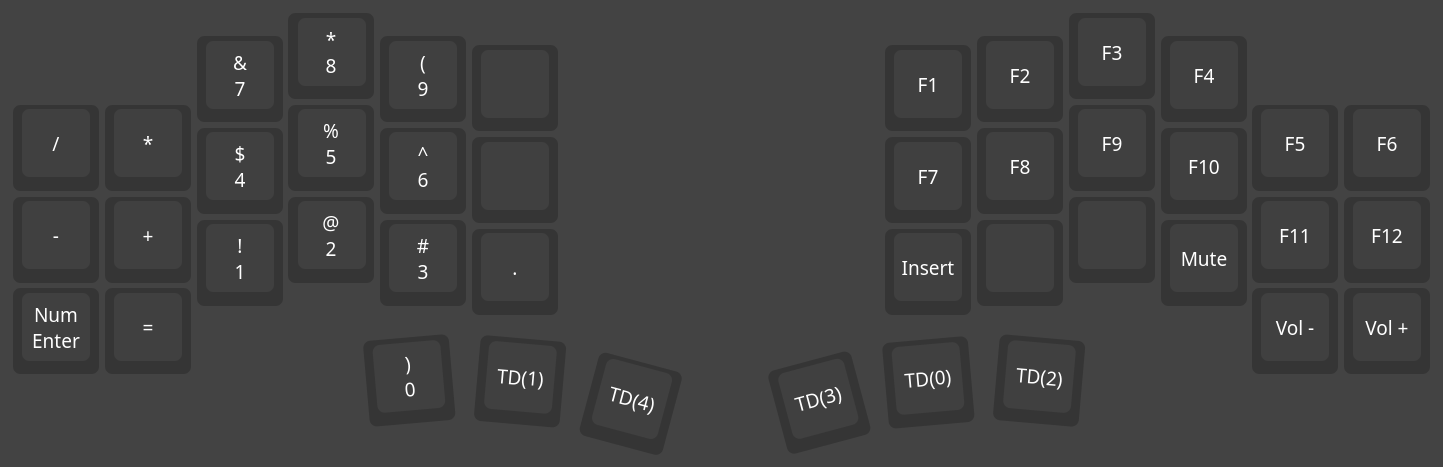 /
*
&
7
*
8
(
9
F1
F2
F3
F4
F5
F6
-
+
$
4
%
5
^
6
F7
F8
F9
F10
F11
F12
Num
Enter
=
!
1
@
2
#
3
.
Insert
Mute
Vol -
Vol +
)
0
TD(1)
TD(4)
TD(3)
TD(0)
TD(2)